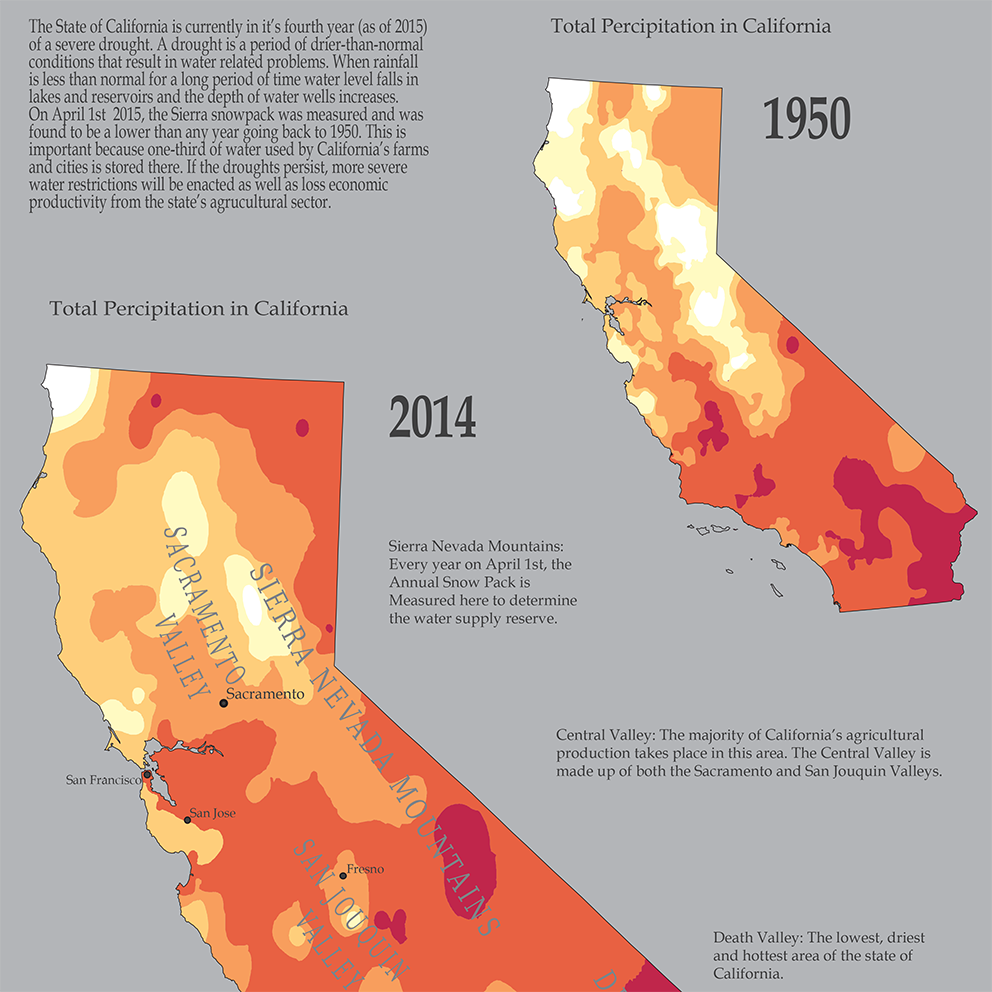 The State of California is currently in it's fourth year (as of 2015)
of a severe drought. A drought is a period of drier-than-normal
conditions that result in water related problems. When rainfall
is less than normal for a long period of time water level falls in
lakes and reservoirs and the depth of water wells increases.
On April 1st 2015, the Sierra snowpack was measured and was
found to be a lower than any year going back to 1950. This is
important because one-third of water used by California's farms
and cities is stored there. If the droughts persist, more severe
water restrictions will be enacted as well as loss economic
productivity from the state's agrucultural sector.
Total Percipitation in California
1950
Total Percipitation in California
2014
Sierra Nevada Mountains:
Every year on April 1st, the
Annual Snow Pack is
Measured here to determine
the water supply reserve.
SACRAMENTO
VALLEY
SIERRA NEVADA MOUNTAINS
Sacramento
San Francisco
San Jose
Fresno
SAN JOUQUIN
VALLEY
Central Valley: The majority of California's agricultural
production takes place in this area. The Central Valley is
made up of both the Sacramento and San Jouquin Valleys.
Death Valley: The lowest, driest
and hottest area of the state of
California.
D